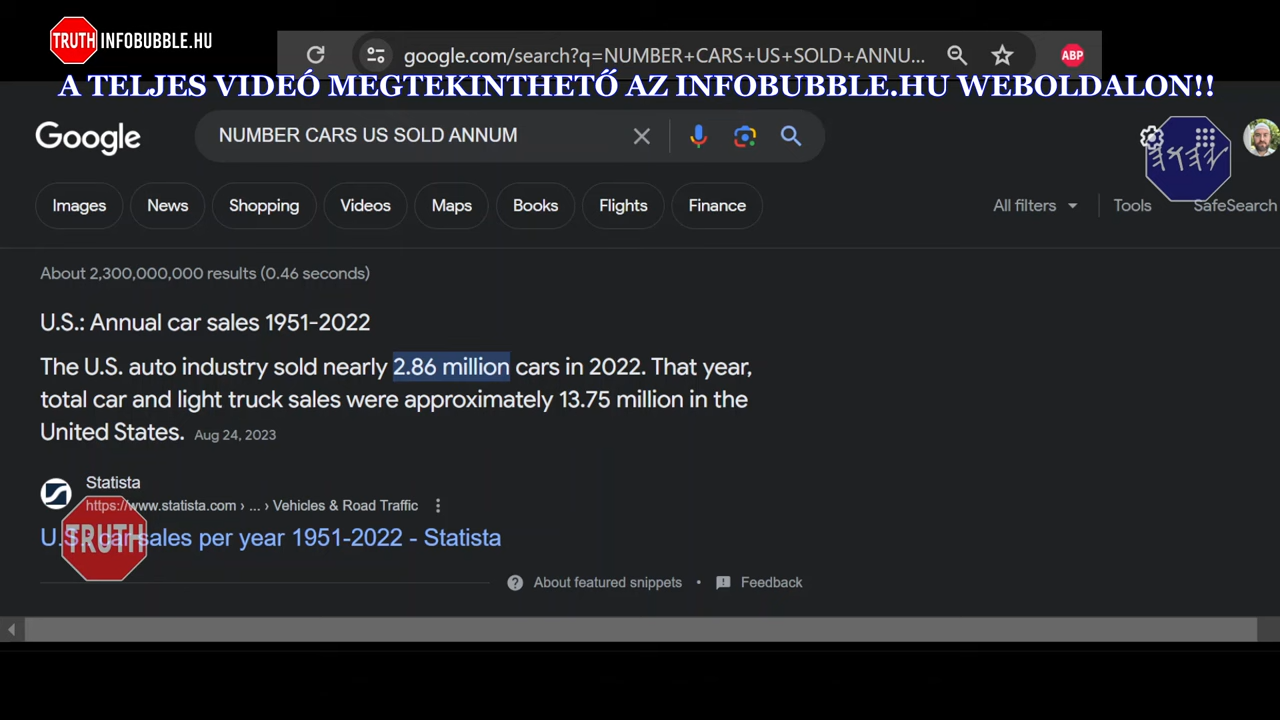 TRUTH INFOBUBBLE.HU
google.com/search?q=NUMBER+CARS+US+SOLD+ANNU...
ABP
A TELJES VIDEÓ MEGTEKINTHETŐ AZ INFOBUBBLE.HU WEBOLDALON!!
Google
NUMBER CARS US SOLD ANNUM
Images News Shopping Videos Maps Books Flights Finance All filters Tools SafeSearch
About 2,300,000,000 results (0.46 seconds)
U.S.: Annual car sales 1951-2022
The U.S. auto industry sold nearly 2.86 million cars in 2022. That year,
total car and light truck sales were approximately 13.75 million in the
United States. Aug 24, 2023
Statista
https://www.statista.com › ... › Vehicles & Road Traffic
U.S.: car sales per year 1951-2022 - Statista
TRUTH
About featured snippets • Feedback